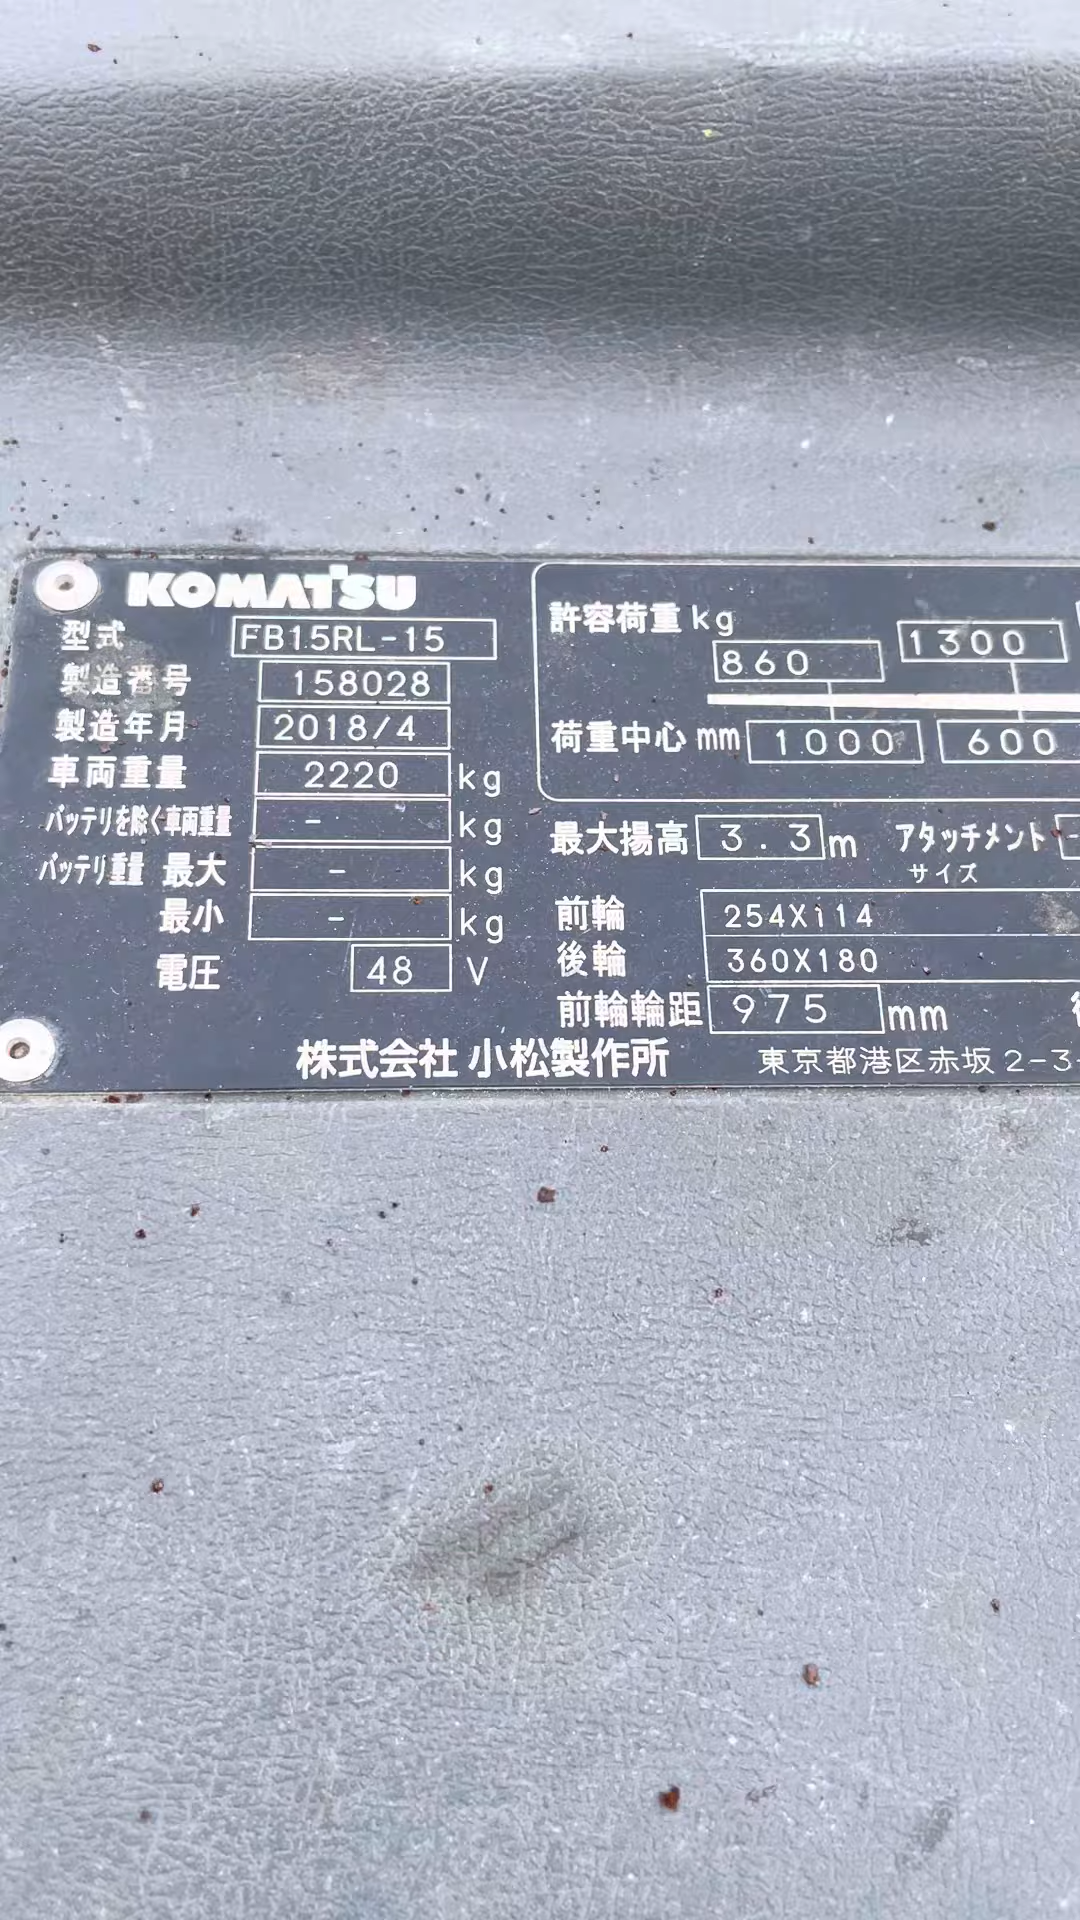 KOMATSU
型式 FB15RL-15
製造番号 158028
製造年月 2018/4
車両重量 2220 kg
バッテリを除く車両重量 - kg
バッテリ重量 最大 - kg
最小 - kg
電圧 48 V
許容荷重 kg 860 1300
荷重中心 mm 1000 600
最大揚高 3.3 m アタッチメント -
サイズ
前輪 254X114
後輪 360X180
前輪輪距 975 mm
株式会社 小松製作所 東京都港区赤坂2-3-